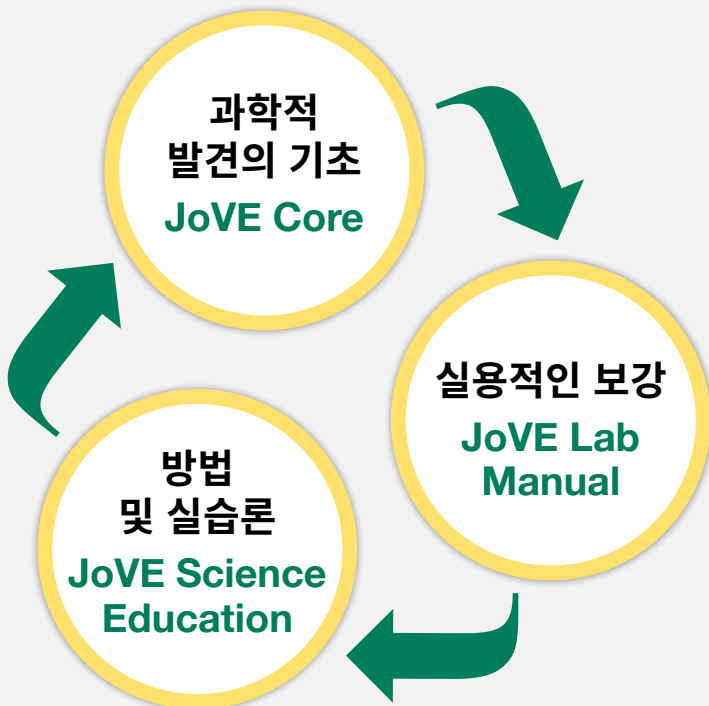 과학적
발견의 기초
JoVE Core
실용적인 보강
JoVE Lab
Manual
방법
및 실습론
JoVE Science
Education